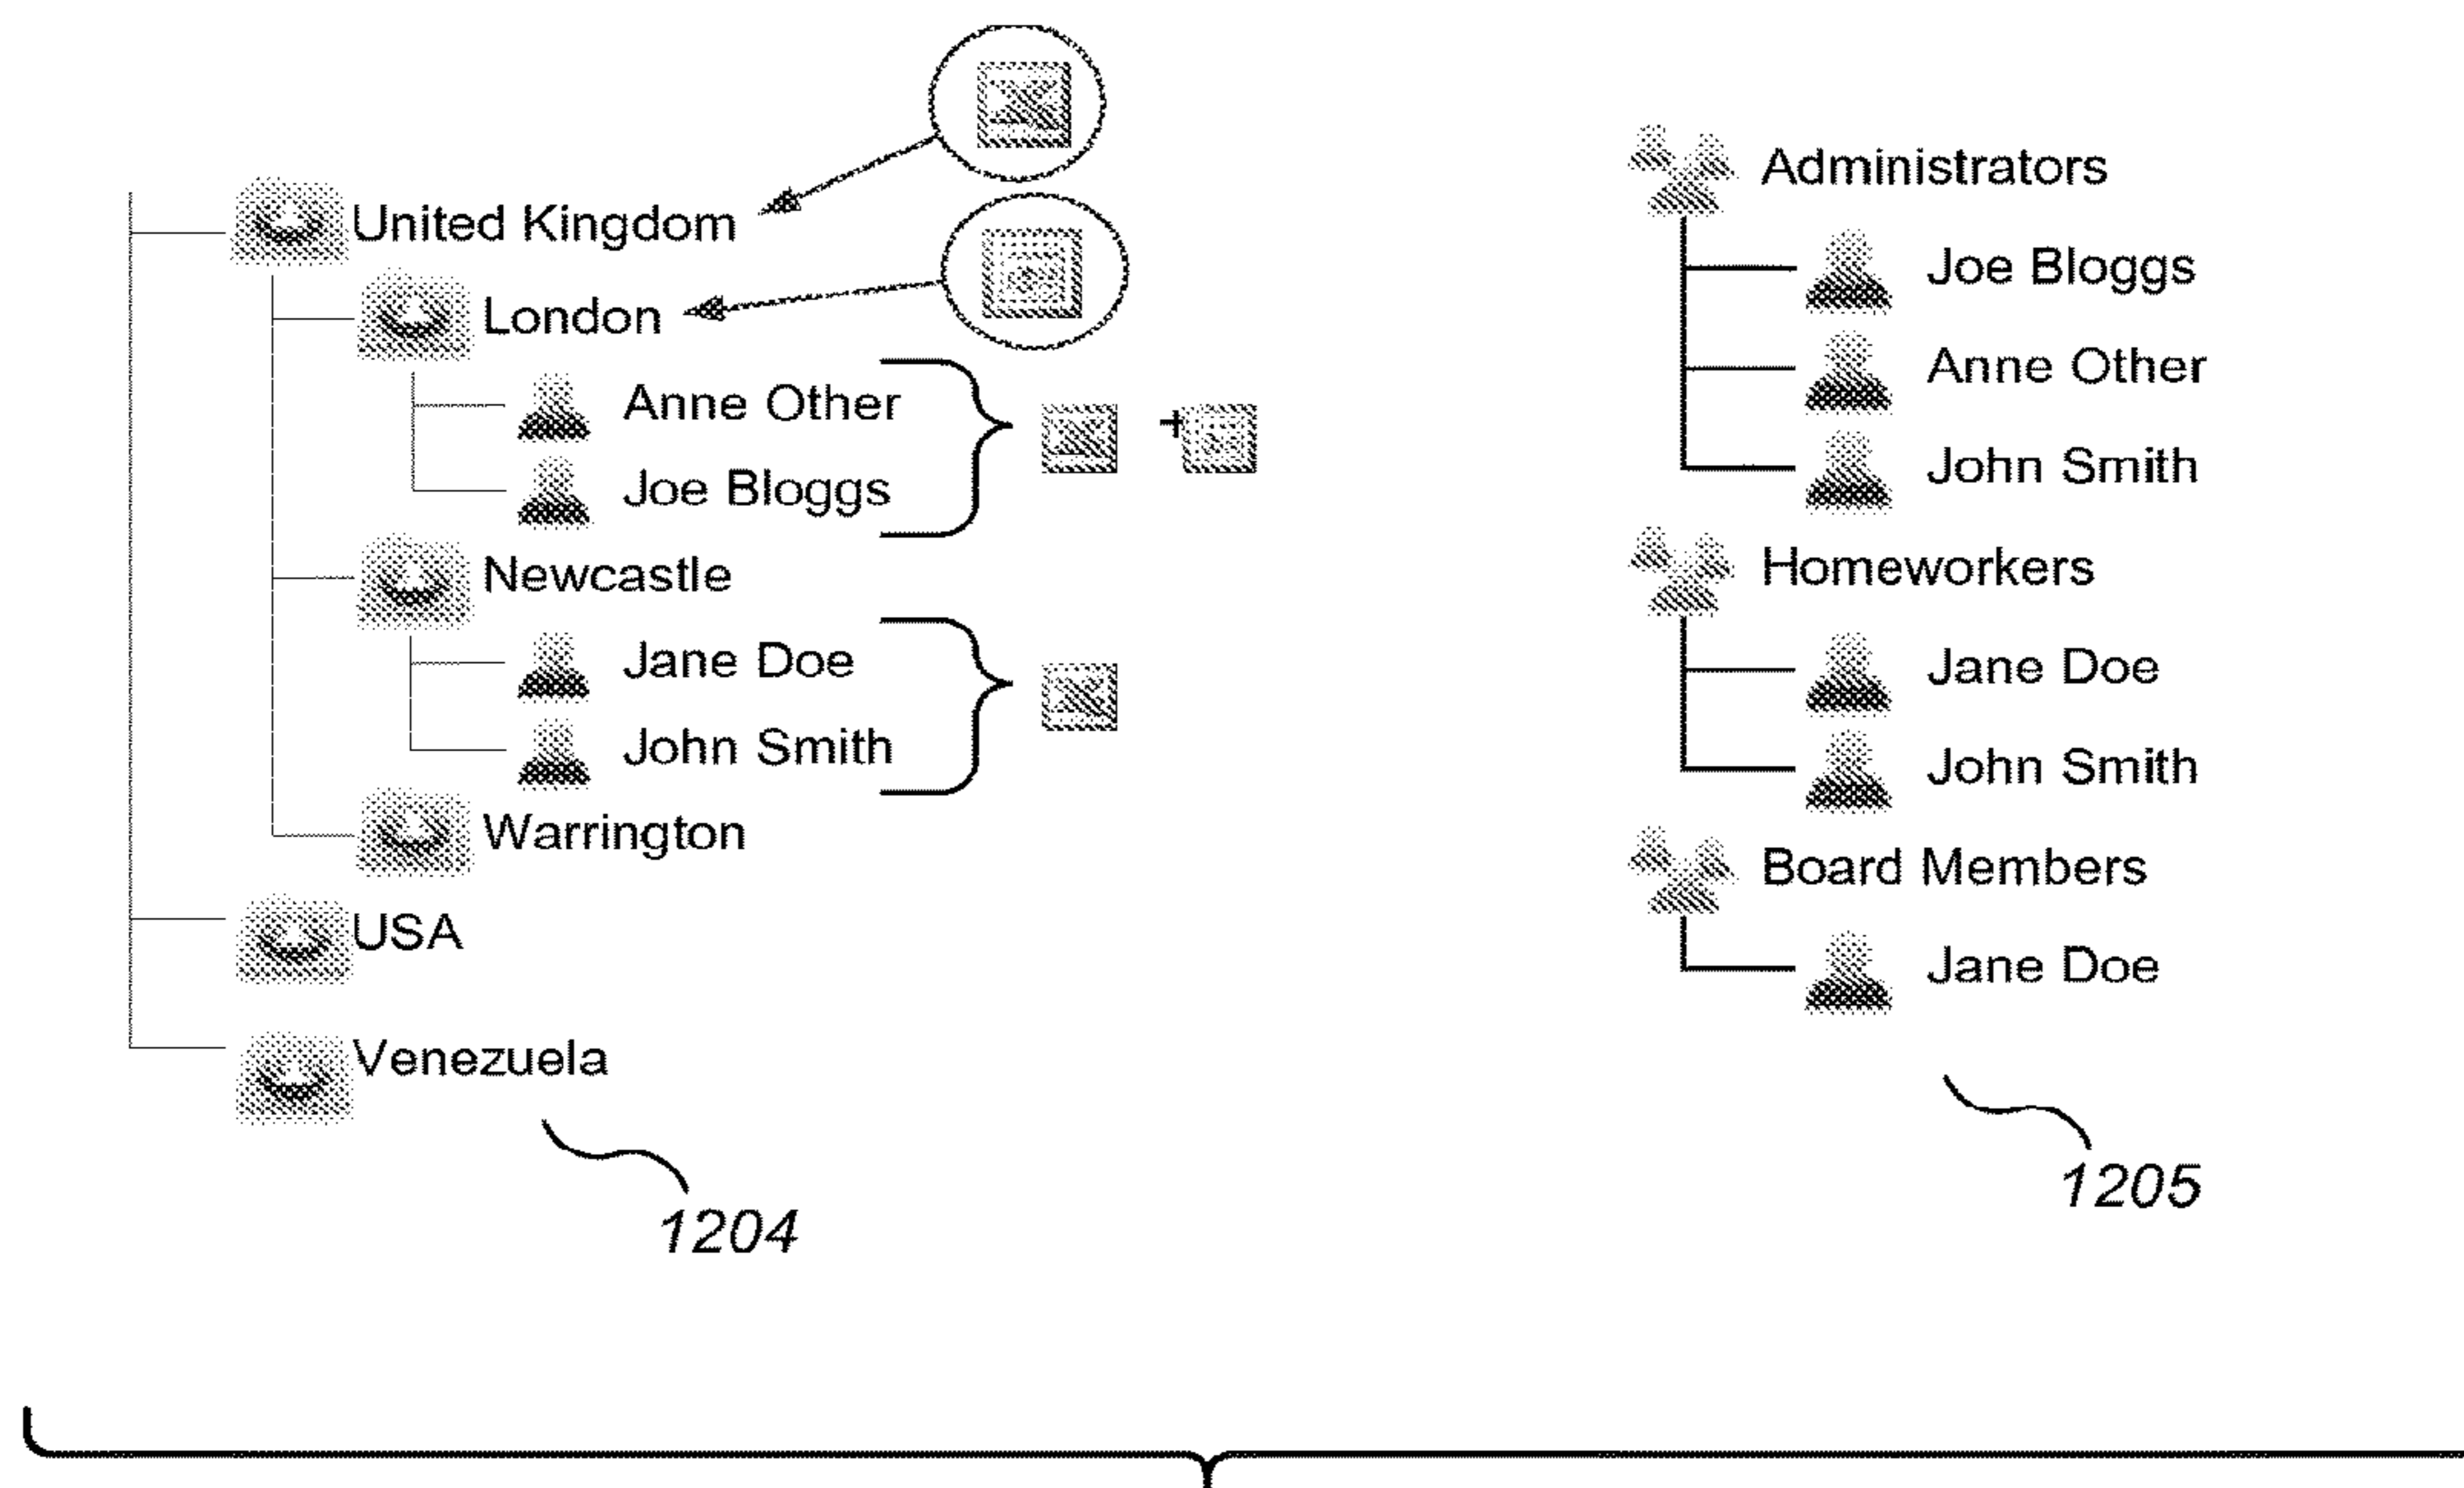 United Kingdom
London
Anne Other
+
Joe Bloggs
Newcastle
Jane Doe
John Smith
Warrington
USA
Venezuela
1204
Administrators
Joe Bloggs
Anne Other
John Smith
Homeworkers
Jane Doe
John Smith
Board Members
Jane Doe
1205